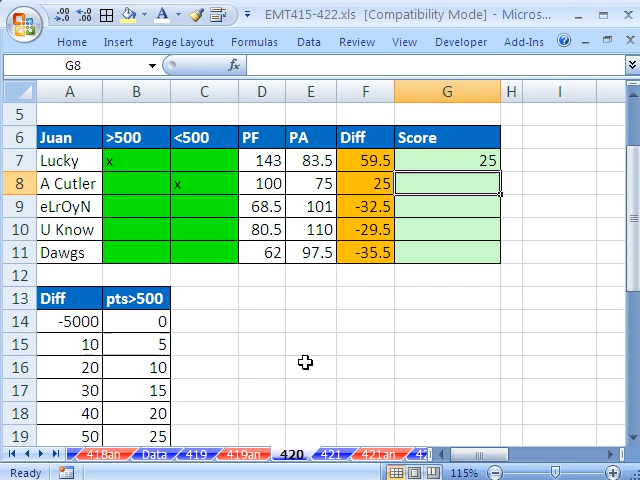 EMT415-422.xls [Compatibility Mode] - Micros...
Home Insert Page Layout Formulas Data Review View Developer Add-Ins
G8 fx
A B C D E F G H I
5
6 Juan >500 <500 PF PA Diff Score
7 Lucky x 143 83.5 59.5 25
8 A Cutler x 100 75 25
9 eLrOyN 68.5 101 -32.5
10 U Know 80.5 110 -29.5
11 Dawgs 62 97.5 -35.5
12
13 Diff pts>500
14 -5000 0
15 10 5
16 20 10
17 30 15
18 40 20
19 50 25
418an Data 419 419an 420 421 421an 42
Ready 115%